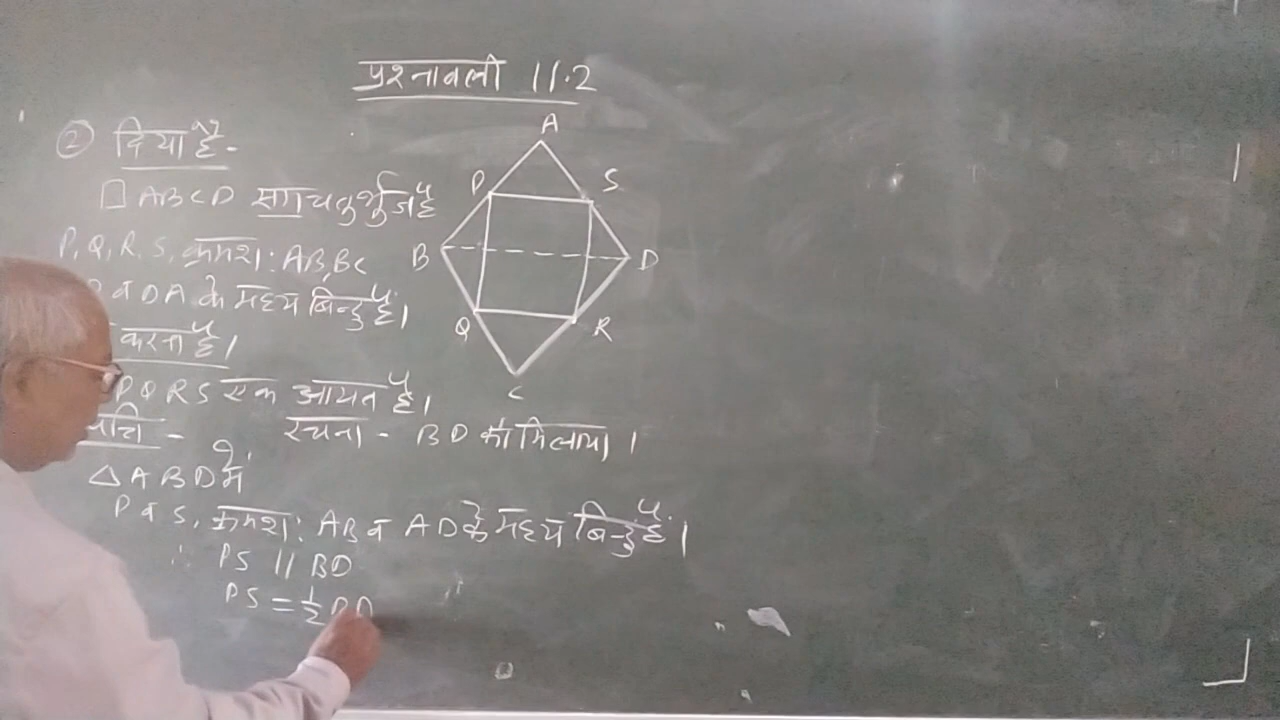 प्रश्नावली 11.2
② दिया है-
□ ABCD समचतुर्भुज है
P, Q, R, S, क्रमशः AB, BC
व DA के मध्य बिन्दु हैं।
करना है।
PQRS एक आयत है।
रचना - BD को मिलाया।
△ABD में
P व S, क्रमशः AB व AD के मध्य बिन्दु हैं।
∴ PS || BD
PS = 1/2 BD
A
P
S
B
D
Q
R
C